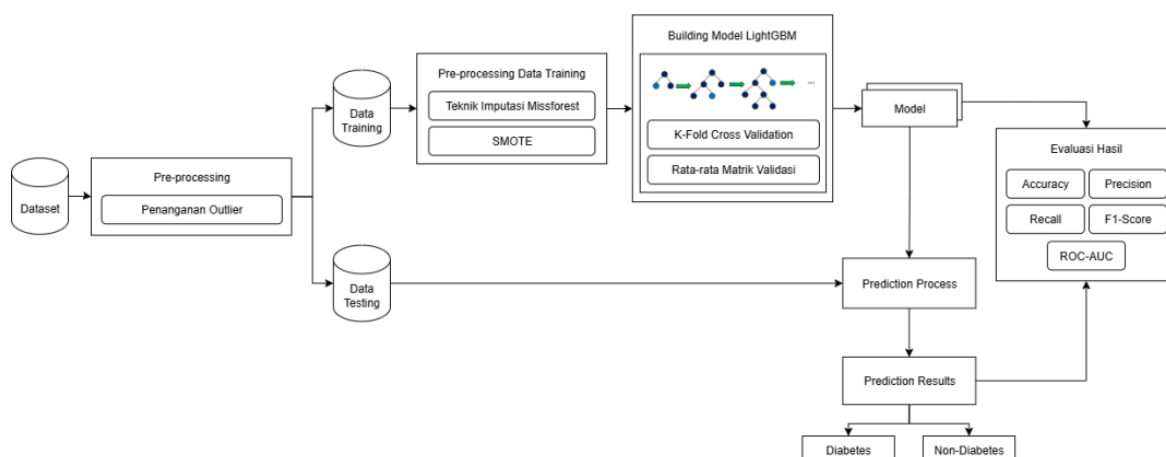 Dataset
Pre-processing
Penanganan Outlier
Data
Training
Data
Testing
Pre-processing Data Training
Teknik Imputasi Missforest
SMOTE
Building Model LightGBM
...
K-Fold Cross Validation
Rata-rata Matrik Validasi
Model
Evaluasi Hasil
Accuracy
Precision
Recall
F1-Score
ROC-AUC
Prediction Process
Prediction Results
Diabetes
Non-Diabetes